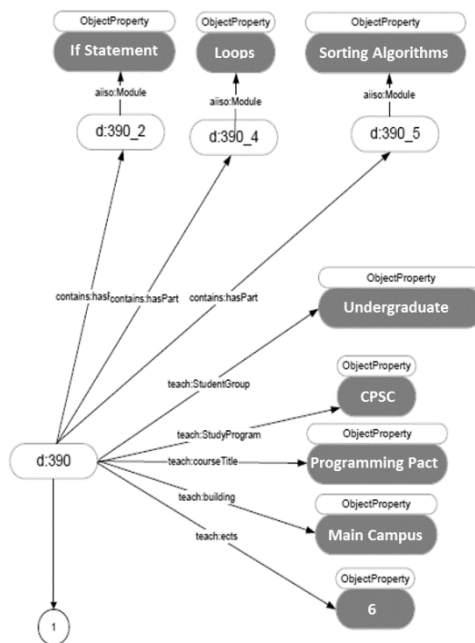 ObjectProperty
If Statement
ObjectProperty
Loops
ObjectProperty
Sorting Algorithms
aiiso:Module
aiiso:Module
aiiso:Module
d:390_2
d:390_4
d:390_5
contains:hasf
contains:hasPart
contains:hasPart
ObjectProperty
Undergraduate
teach:StudentGroup
ObjectProperty
CPSC
teach:StudyProgram
ObjectProperty
Programming Pact
teach:courseTitle
d:390
ObjectProperty
Main Campus
teach:building
teach:ects
ObjectProperty
6
1